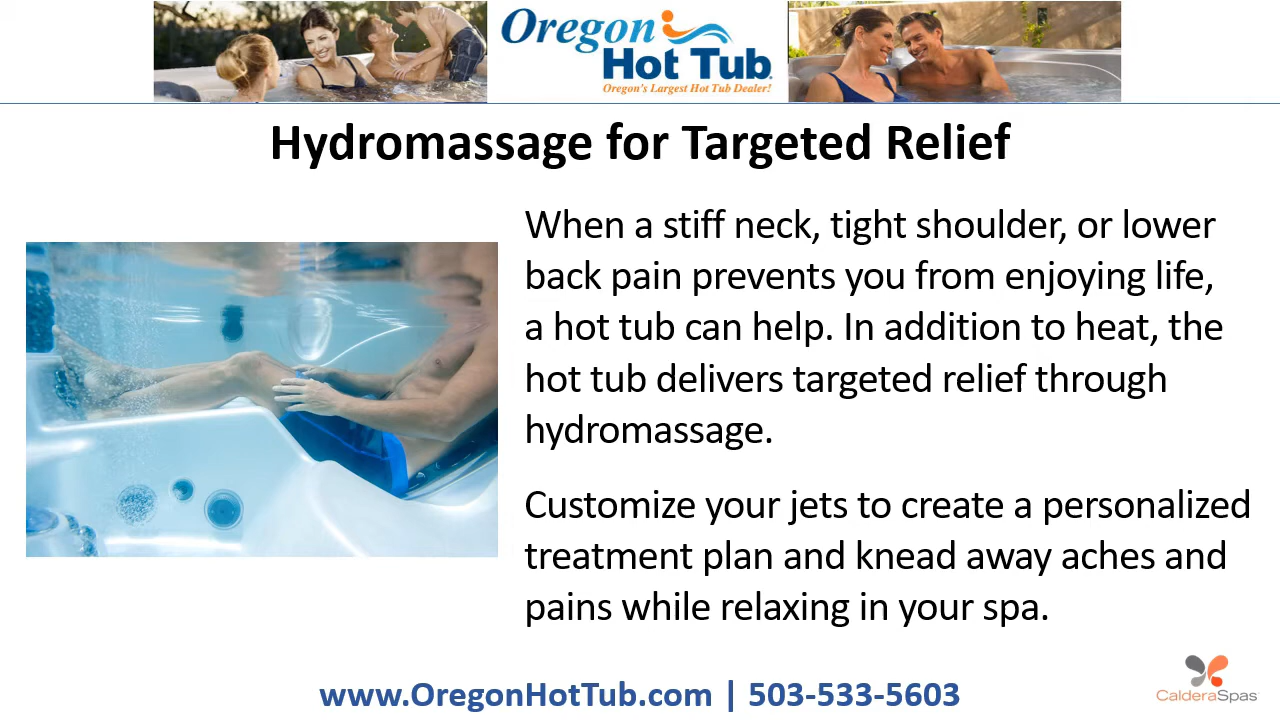 Oregon
Hot Tub
Oregon's Largest Hot Tub Dealer!
Hydromassage for Targeted Relief
When a stiff neck, tight shoulder, or lower
back pain prevents you from enjoying life,
a hot tub can help. In addition to heat, the
hot tub delivers targeted relief through
hydromassage.
Customize your jets to create a personalized
treatment plan and knead away aches and
pains while relaxing in your spa.
CalderaSpas
www.OregonHotTub.com | 503-533-5603